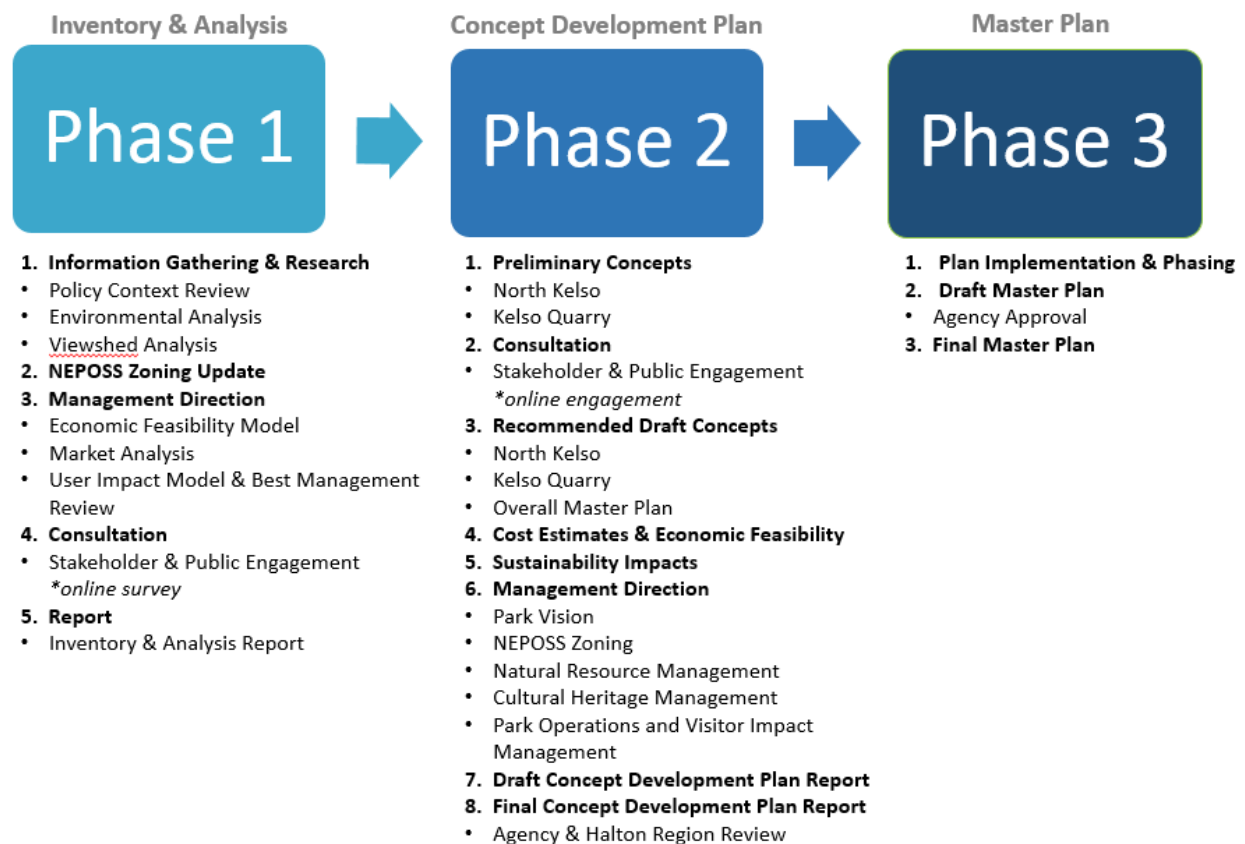 Inventory & Analysis
Phase 1
1. Information Gathering & Research
• Policy Context Review
• Environmental Analysis
• Viewshed Analysis
2. NEPOSS Zoning Update
3. Management Direction
• Economic Feasibility Model
• Market Analysis
• User Impact Model & Best Management
Review
4. Consultation
• Stakeholder & Public Engagement
*online survey
5. Report
• Inventory & Analysis Report
Concept Development Plan
Phase 2
1. Preliminary Concepts
• North Kelso
• Kelso Quarry
2. Consultation
• Stakeholder & Public Engagement
*online engagement
3. Recommended Draft Concepts
• North Kelso
• Kelso Quarry
• Overall Master Plan
4. Cost Estimates & Economic Feasibility
5. Sustainability Impacts
6. Management Direction
• Park Vision
• NEPOSS Zoning
• Natural Resource Management
• Cultural Heritage Management
• Park Operations and Visitor Impact
Management
7. Draft Concept Development Plan Report
8. Final Concept Development Plan Report
• Agency & Halton Region Review
Master Plan
Phase 3
1. Plan Implementation & Phasing
2. Draft Master Plan
• Agency Approval
3. Final Master Plan